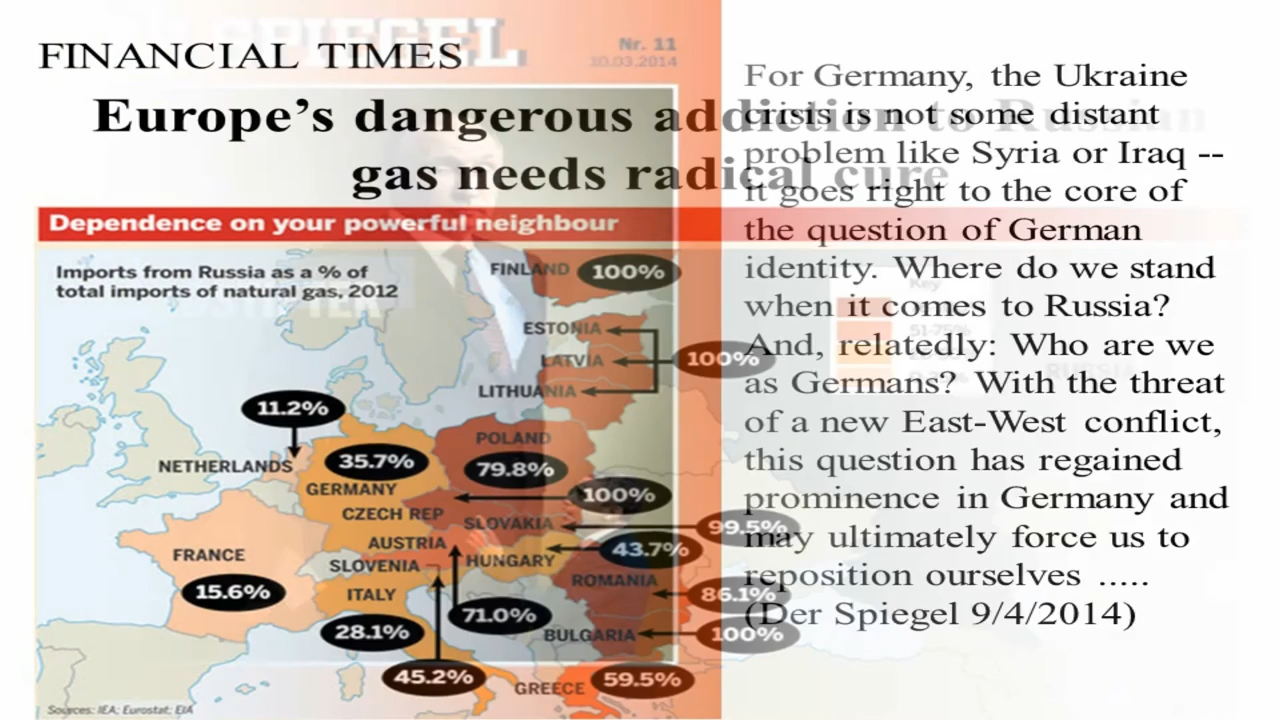 SPIEGEL
Nr. 11
10.03.2014
FINANCIAL TIMES
Europe's dangerous addiction to Russian
gas needs radical cure
Dependence on your powerful neighbour
Imports from Russia as a % of
total imports of natural gas, 2012
FINLAND 100%
ESTONIA
LATVIA 100%
LITHUANIA
11.2%
NETHERLANDS
35.7%
GERMANY
POLAND
79.8%
100%
CZECH REP
SLOVAKIA 99.5%
AUSTRIA
HUNGARY 43.7%
FRANCE
15.6%
SLOVENIA
ROMANIA 86.1%
ITALY
28.1%
71.0%
BULGARIA 100%
45.2%
GREECE 59.5%
Sources: IEA; Eurostat; EIA
Key
51-75%
RUSSIA
For Germany, the Ukraine
crisis is not some distant
problem like Syria or Iraq --
it goes right to the core of
the question of German
identity. Where do we stand
when it comes to Russia?
And, relatedly: Who are we
as Germans? With the threat
of a new East-West conflict,
this question has regained
prominence in Germany and
may ultimately force us to
reposition ourselves .....
(Der Spiegel 9/4/2014)